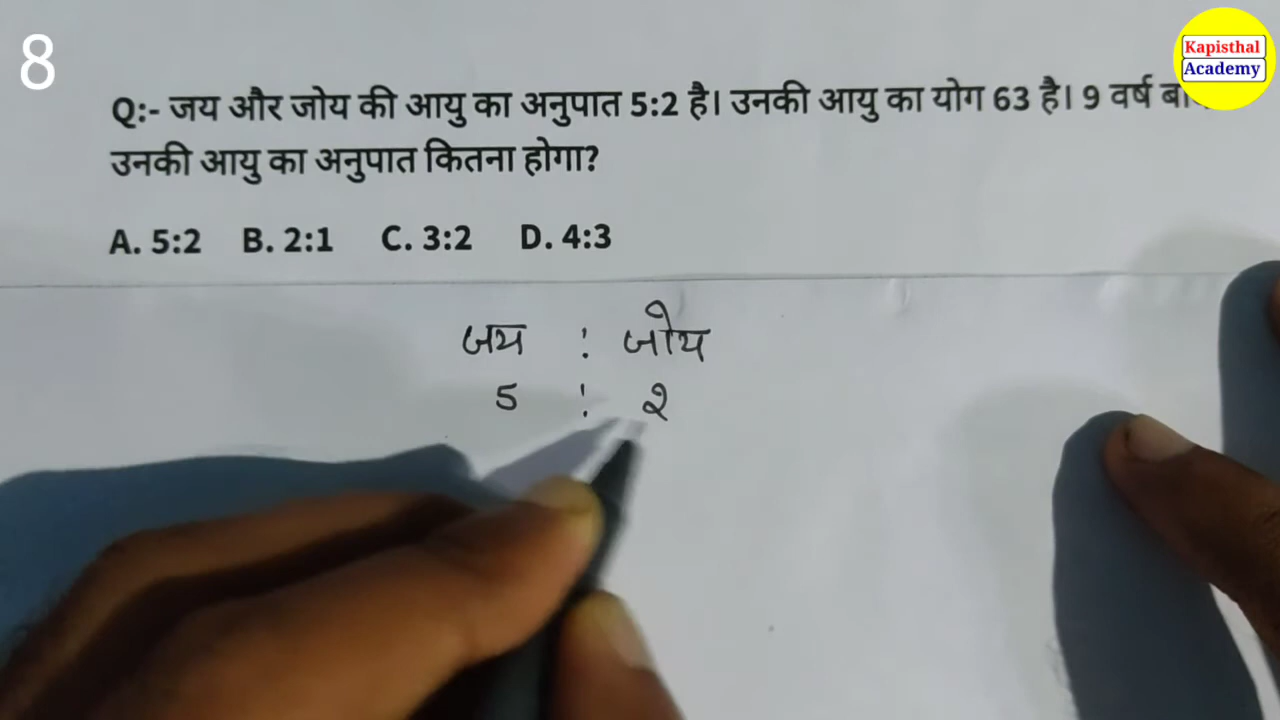 8
Kapisthal
Academy
Q:- जय और जोय की आयु का अनुपात 5:2 है। उनकी आयु का योग 63 है। 9 वर्ष
उनकी आयु का अनुपात कितना होगा?
A. 5:2 B. 2:1 C. 3:2 D. 4:3
जय : जोय
5 : २